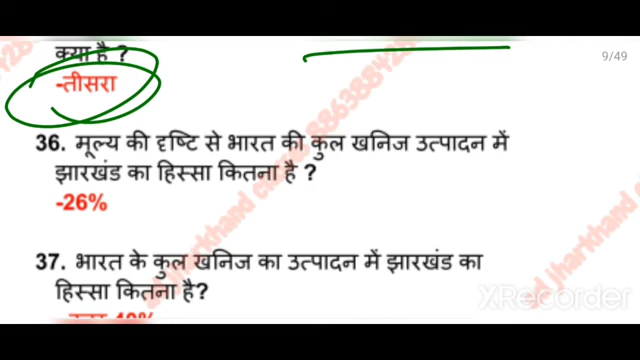 क्या है ?
-तीसरा
9/49
36. मूल्य की दृष्टि से भारत की कुल खनिज उत्पादन में
झारखंड का हिस्सा कितना है ?
-26%
37. भारत के कुल खनिज का उत्पादन में झारखंड का
हिस्सा कितना है?
XRecorder